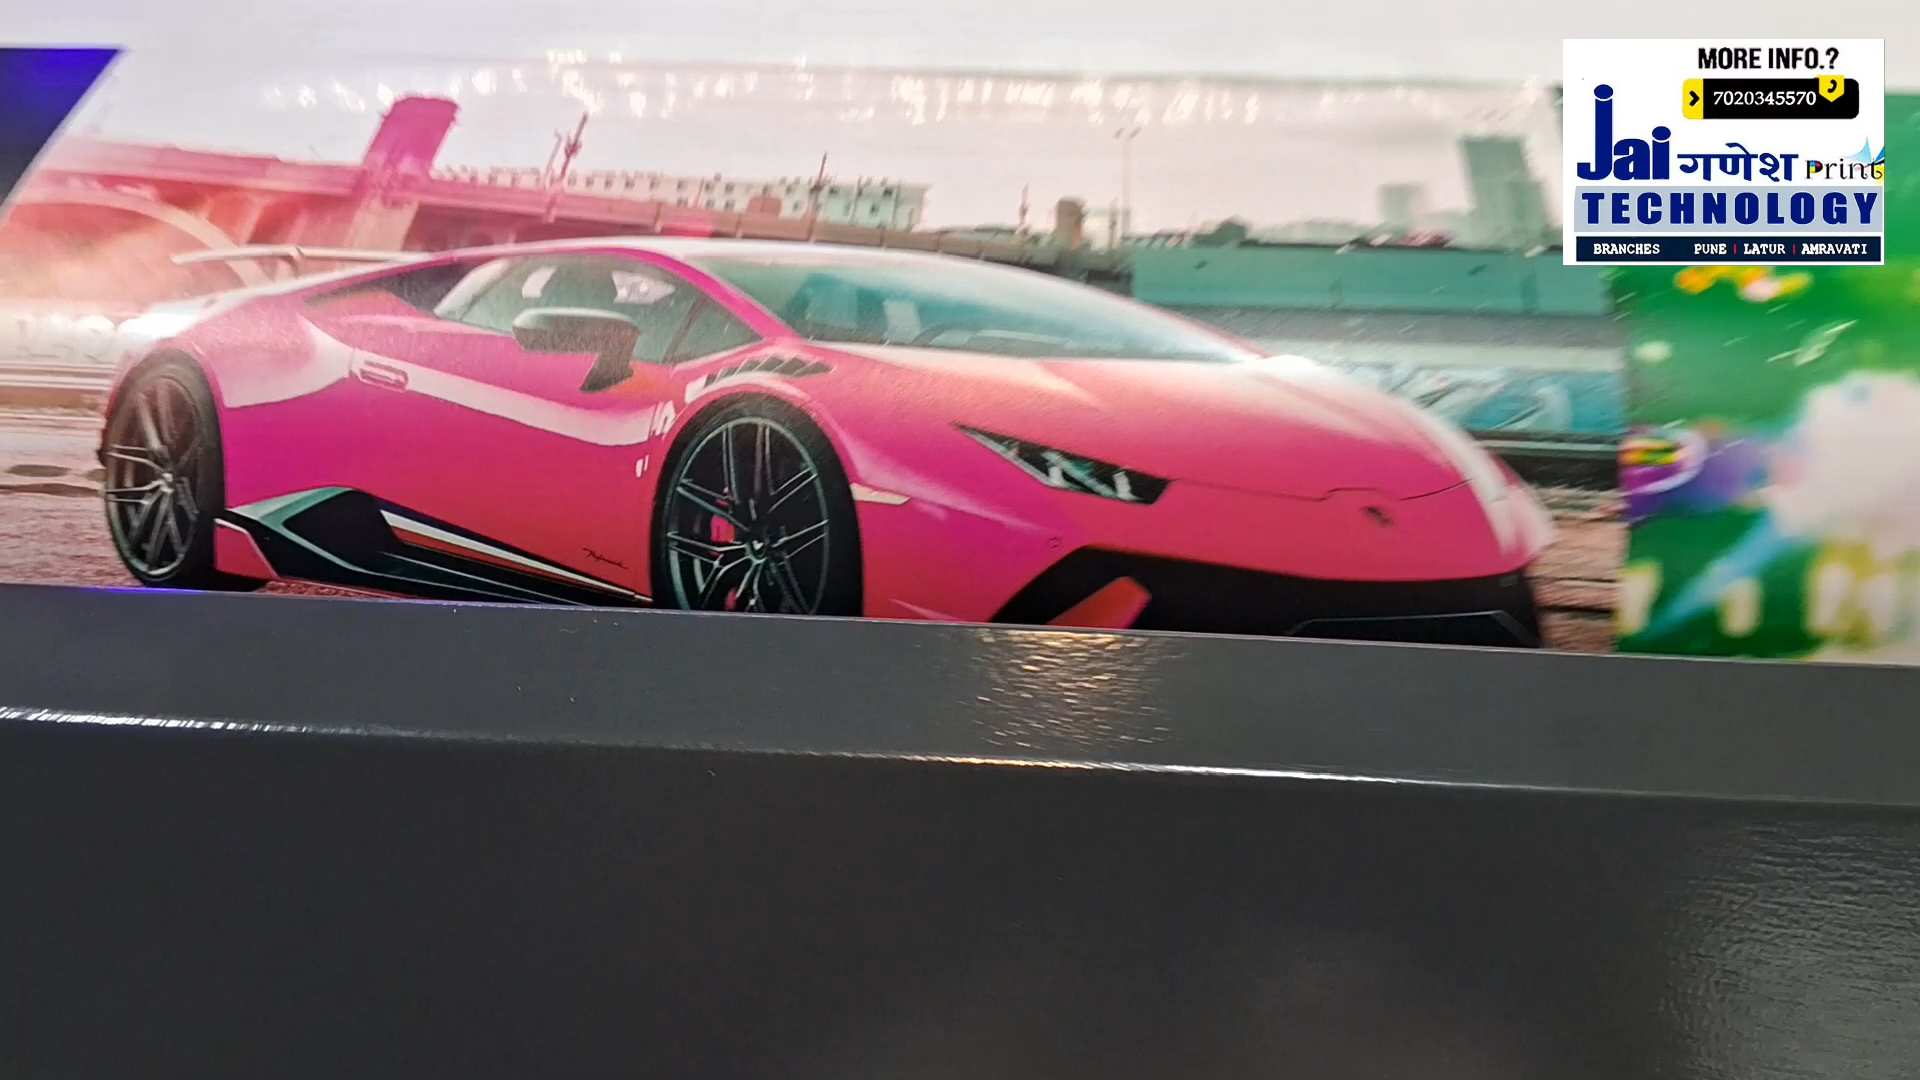 MORE INFO.?
7020345570
Jai गणेश Print
TECHNOLOGY
BRANCHES PUNE | LATUR | AMRAVATI